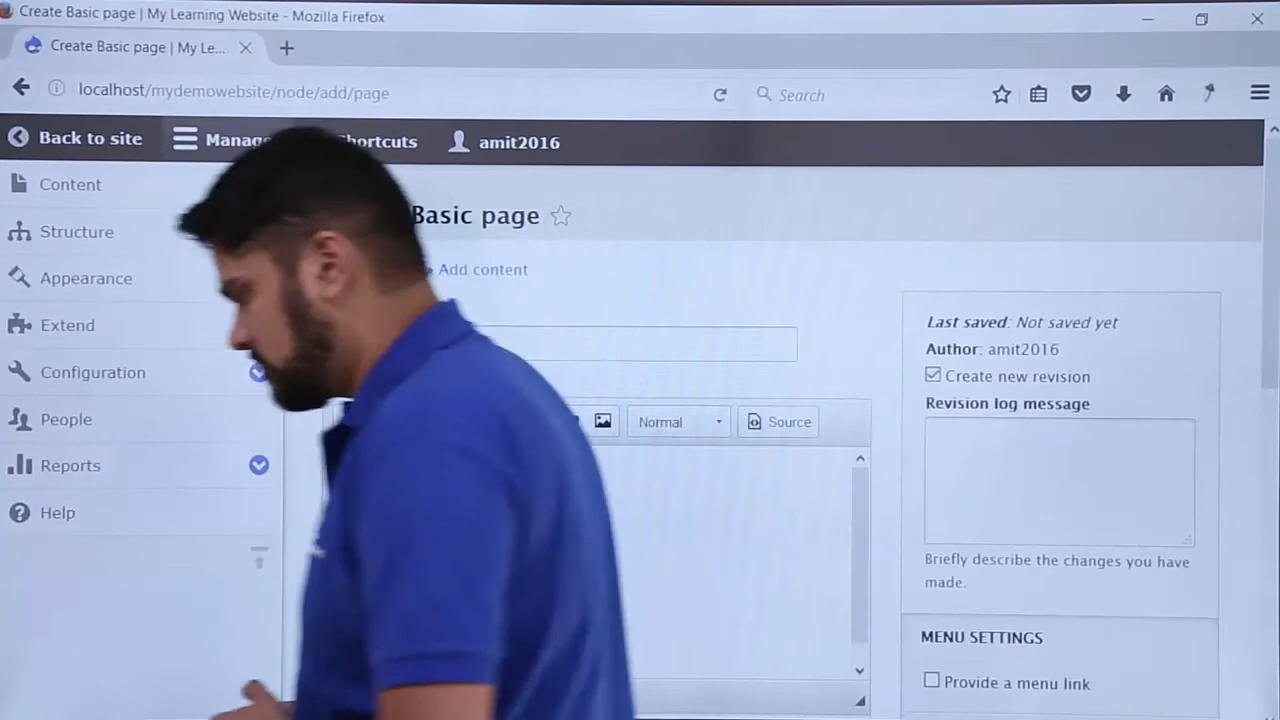 Create Basic page | My Learning Website - Mozilla Firefox
Create Basic page | My Le...
localhost/mydemowebsite/node/add/page
Search
Back to site
Manag
hortcuts
amit2016
Content
Structure
Appearance
Extend
Configuration
People
Reports
Help
Basic page
Add content
Normal
Source
Last saved: Not saved yet
Author: amit2016
Create new revision
Revision log message
Briefly describe the changes you have
made.
MENU SETTINGS
Provide a menu link